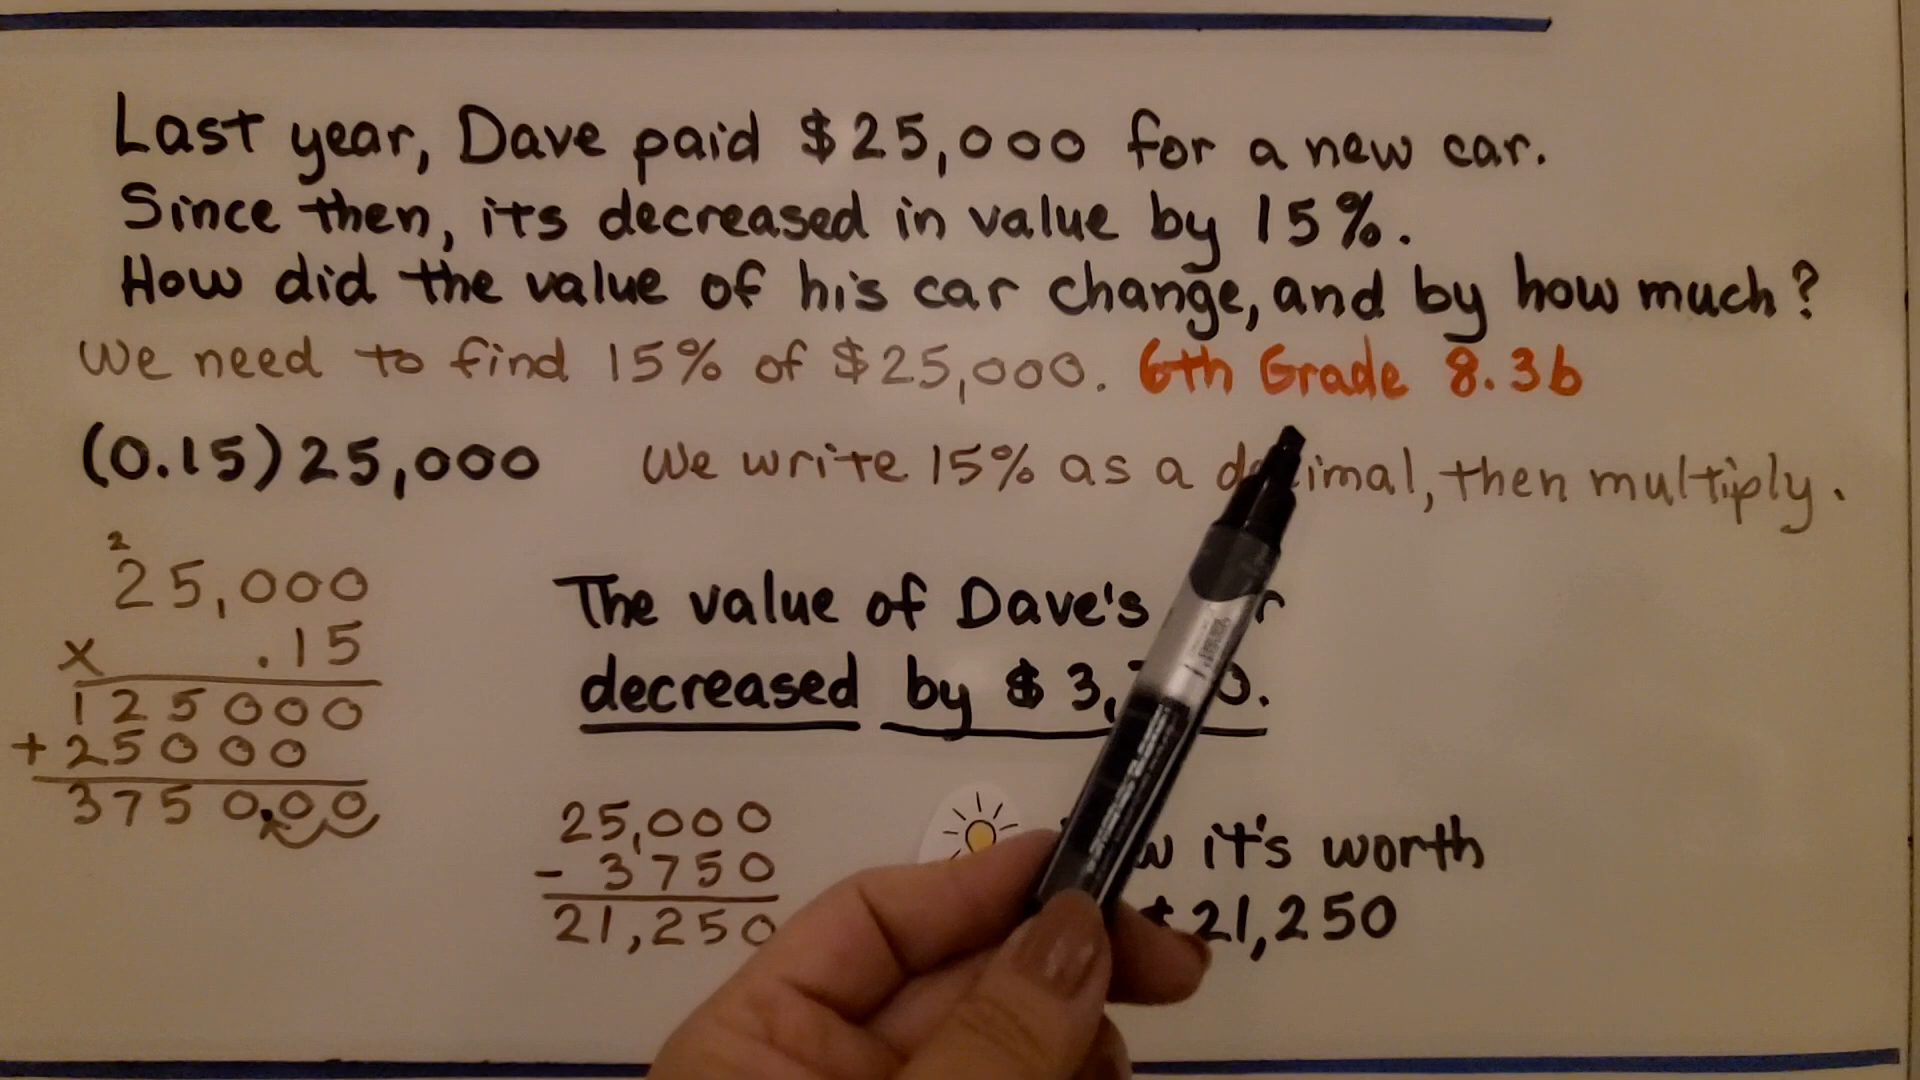 Last year, Dave paid $25,000 for a new car.
Since then, its decreased in value by 15%.
How did the value of his car change, and by how much?
We need to find 15% of $25,000. 6th Grade 8.3b
(0.15)25,000 We write 15% as a , then multiply.
2
25,000
x .15
125000
+25000
3750.00
The value of Dave's
decreased by
25,000
- 3750
21,250
it's worth
$21,250